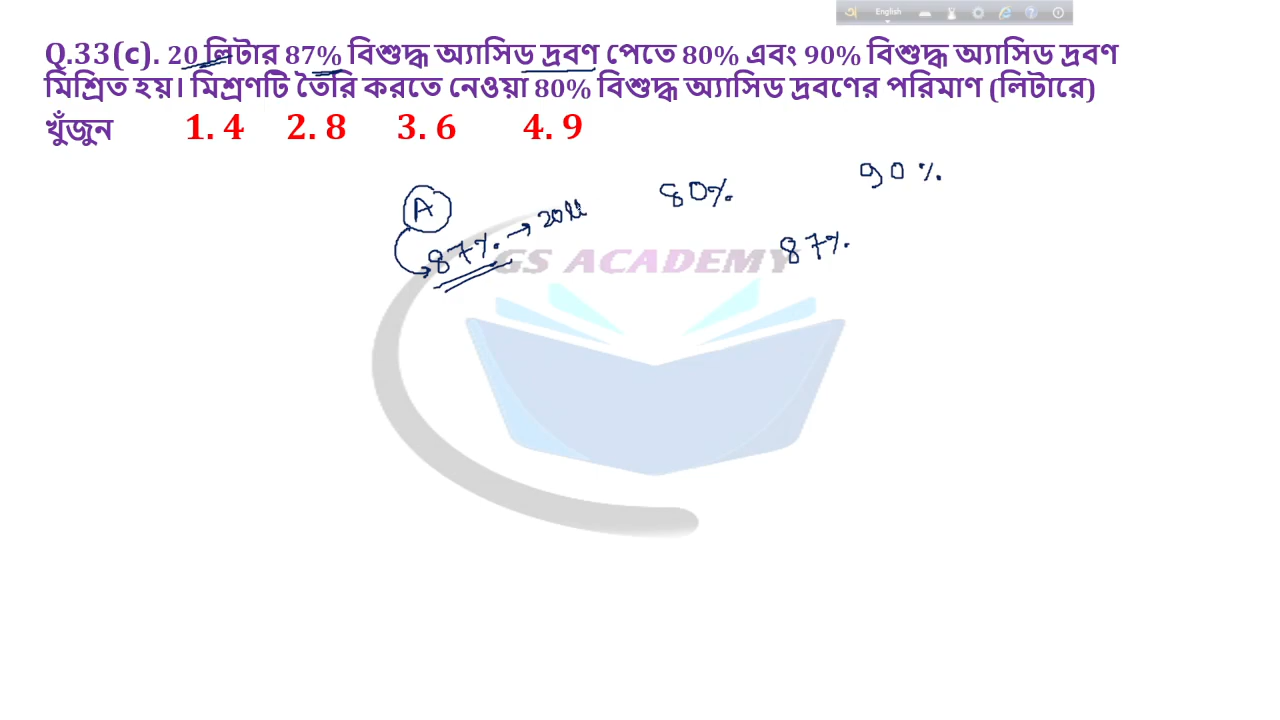 English
Q.33(c). 20 লিটার 87% বিশুদ্ধ অ্যাসিড দ্রবণ পেতে 80% এবং 90% বিশুদ্ধ অ্যাসিড দ্রবণ
মিশ্রিত হয়। মিশ্রণটি তৈরি করতে নেওয়া 80% বিশুদ্ধ অ্যাসিড দ্রবণের পরিমাণ (লিটারে)
খুঁজুন 1. 4 2. 8 3. 6 4. 9
80% 90%
A
87% → 20
87%
GS ACADEMY